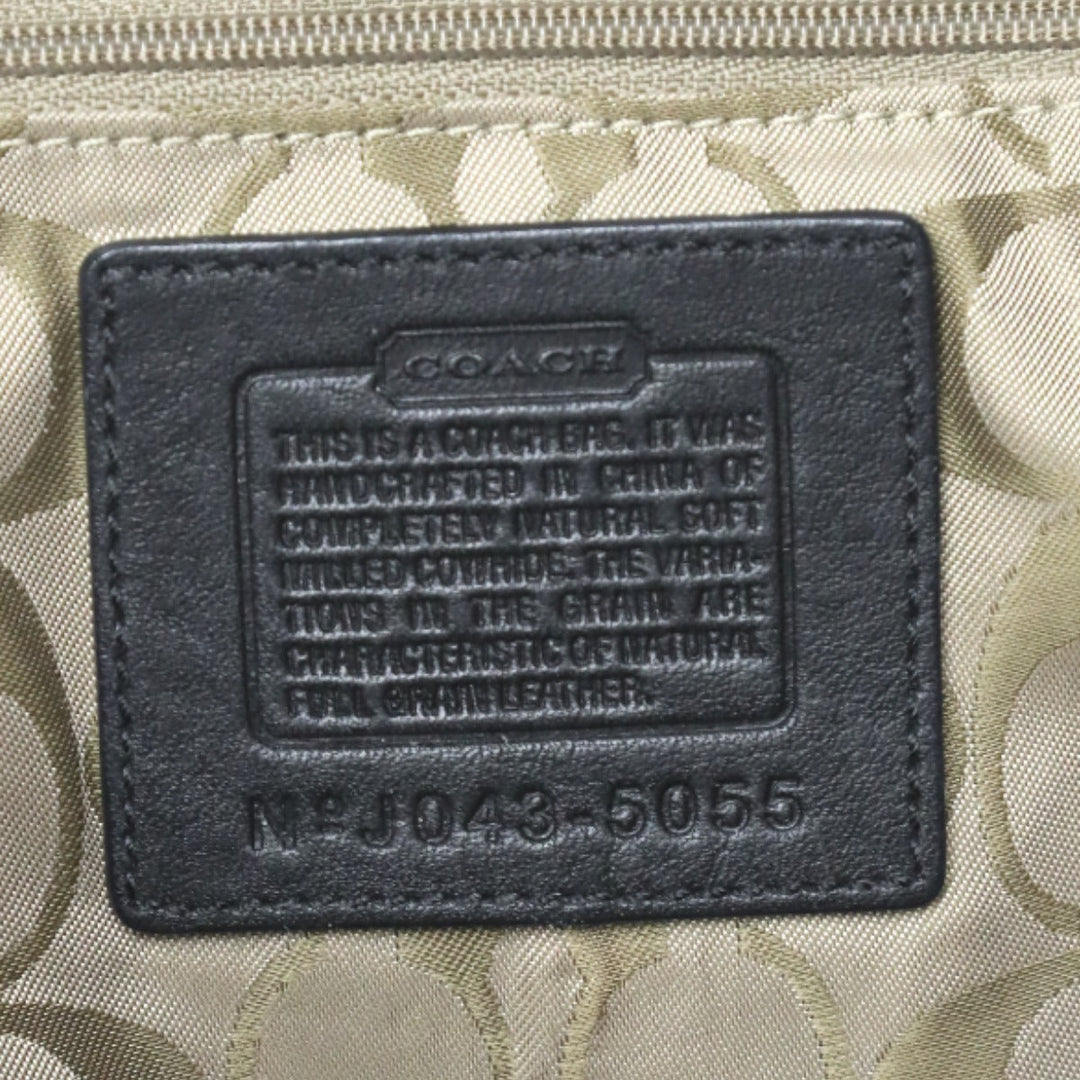 COACH
THIS IS A COACH BAG. IT WAS
HANDCRAFTED IN CHINA OF
COMPLETELY NATURAL SOFT
MILLED COWHIDE. THE VARIA-
TIONS IN THE GRAIN ARE
CHARACTERISTIC OF NATURAL
FULL GRAIN LEATHER.
Nº J043-5055